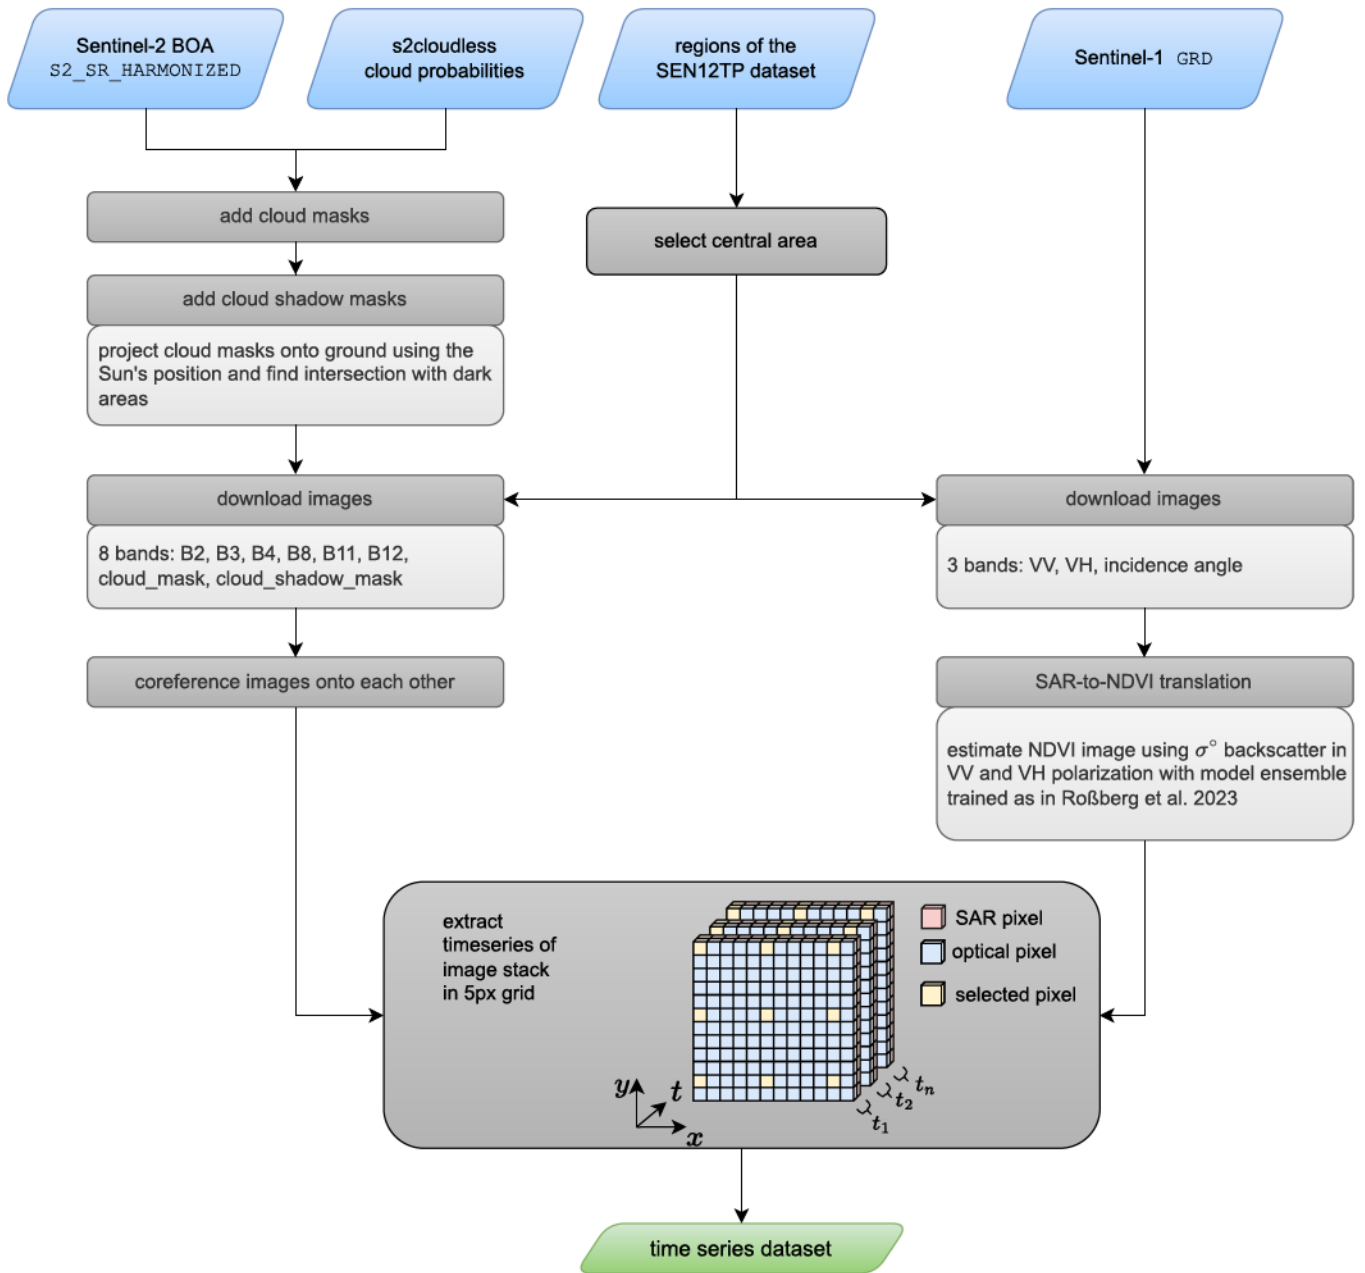 Sentinel-2 BOA
S2_SR_HARMONIZED
s2cloudless
cloud probabilities
regions of the
SEN12TP dataset
Sentinel-1 GRD
add cloud masks
select central area
add cloud shadow masks
project cloud masks onto ground using the
Sun's position and find intersection with dark
areas
download images
8 bands: B2, B3, B4, B8, B11, B12,
cloud_mask, cloud_shadow_mask
download images
3 bands: VV, VH, incidence angle
coreference images onto each other
SAR-to-NDVI translation
estimate NDVI image using σ° backscatter in
VV and VH polarization with model ensemble
trained as in Roßberg et al. 2023
extract
timeseries of
image stack
in 5px grid
SAR pixel
optical pixel
selected pixel
y
t
x
t₁
t₂
tₙ
time series dataset